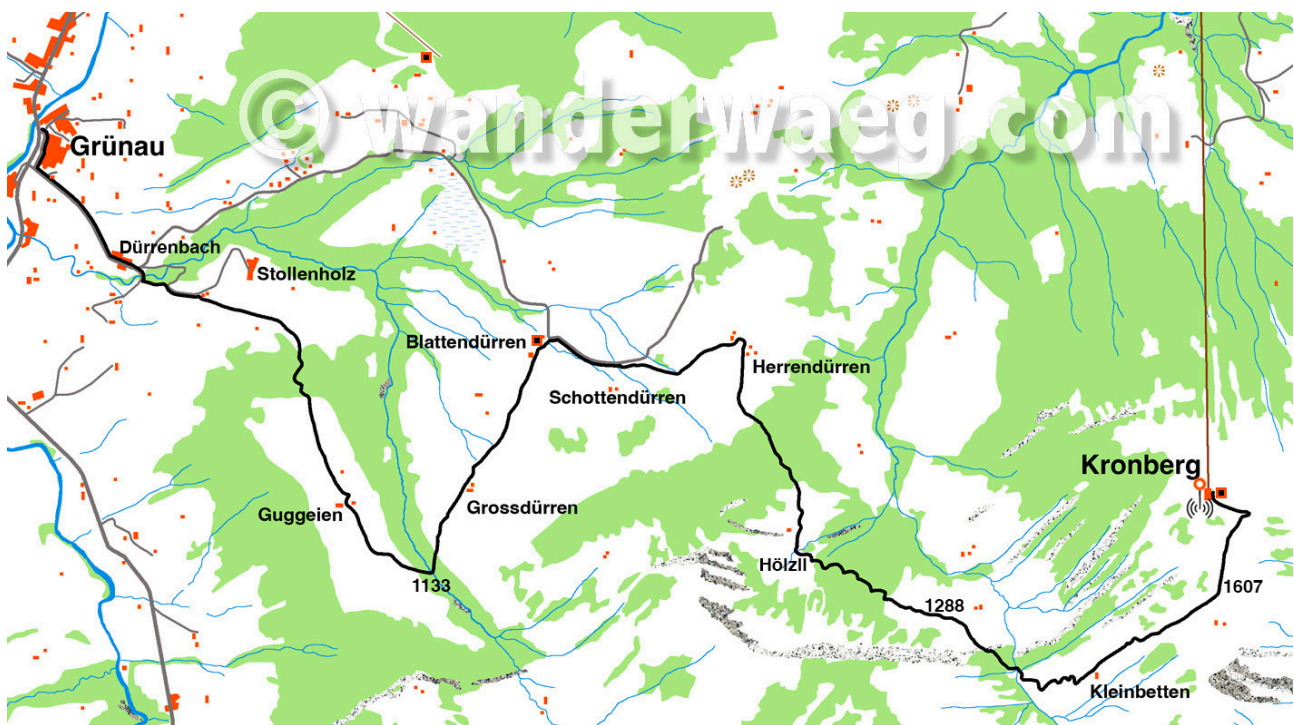 © wanderwaeg.com
Grünau
Dürrenbach
Stollenholz
Blattendürren
Herrendürren
Schottendürren
Kronberg
Grossdürren
Guggeien
Hölzli
1133
1288
1607
Kleinbetten